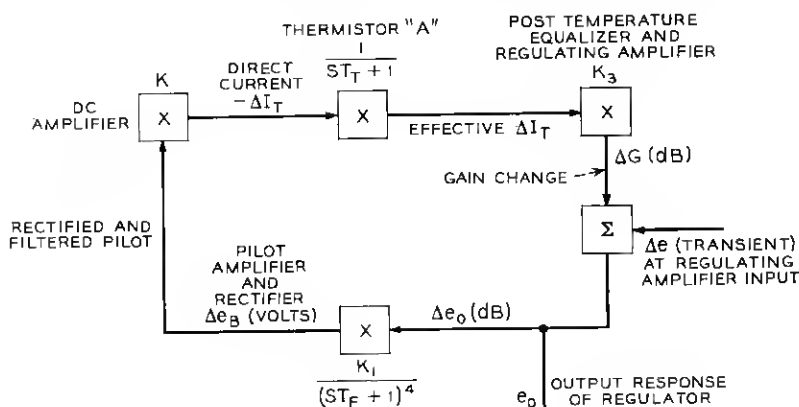 THERMISTOR "A"
1
ST_T + 1
POST TEMPERATURE
EQUALIZER AND
REGULATING AMPLIFIER
K_3
K
DIRECT
CURRENT
-ΔI_T
DC
AMPLIFIER
X
X
EFFECTIVE ΔI_T
X
ΔG (dB)
GAIN CHANGE
Σ
Δe (TRANSIENT)
AT REGULATING
AMPLIFIER INPUT
RECTIFIED AND
FILTERED PILOT
PILOT
AMPLIFIER
AND
RECTIFIER
Δe_B (VOLTS)
X
Δe_0 (dB)
K_1
(ST_F + 1)^4
e_0
OUTPUT RESPONSE
OF REGULATOR